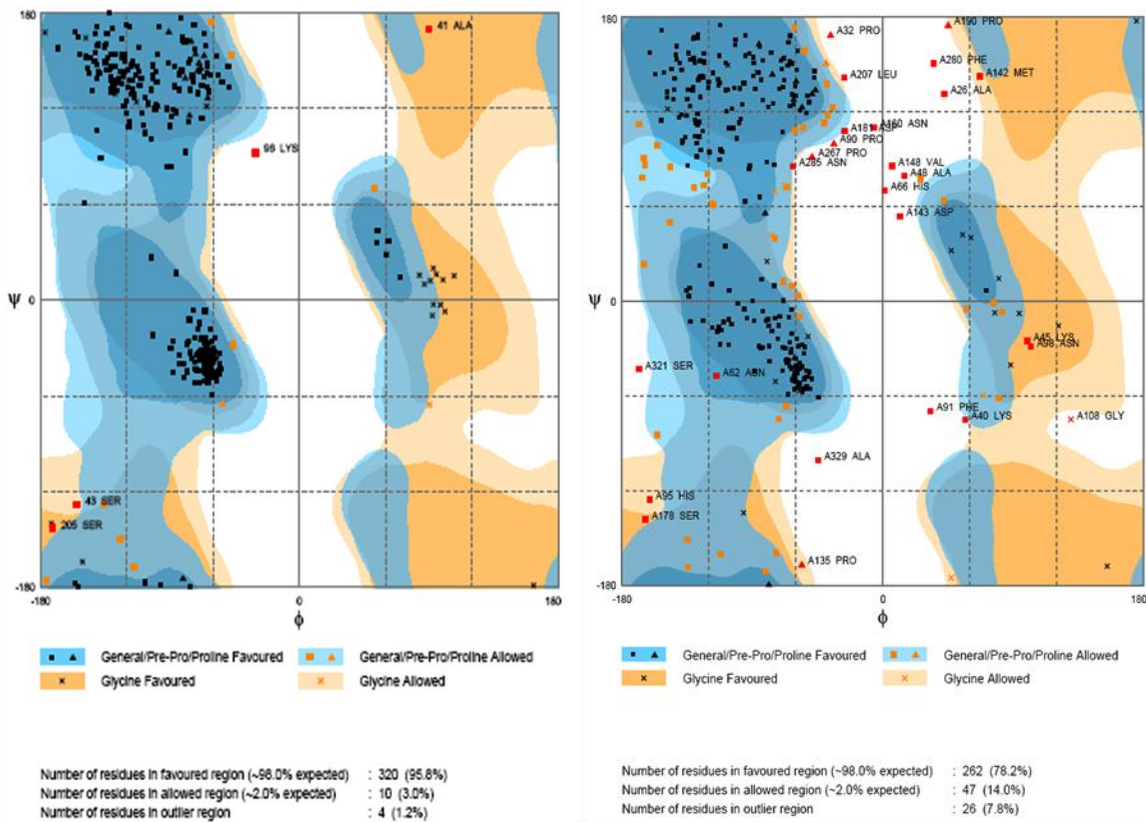 180
41 ALA
98 LYS
ψ 0
43 SER
205 SER
-180
-180 0 180
ϕ
General/Pre-Pro/Proline Favoured General/Pre-Pro/Proline Allowed
Glycine Favoured Glycine Allowed
Number of residues in favoured region (~98.0% expected) : 320 (95.8%)
Number of residues in allowed region (~2.0% expected) : 10 (3.0%)
Number of residues in outlier region : 4 (1.2%)
180
A190 PRO
A32 PRO
A280 PHE
A207 LEU A142 MET
A26 ALA
A181 ASP A160 ASN
A90 PRO
A267 PRO
A285 ASN A148 VAL
A48 ALA
A66 HIS
A143 ASP
ψ 0
A45 LYS
A98 ASN
A321 SER A62 ASN
A91 PHE
A40 LYS A108 GLY
A329 ALA
A95 HIS
A178 SER
A135 PRO
-180
-180 0 180
ϕ
General/Pre-Pro/Proline Favoured General/Pre-Pro/Proline Allowed
Glycine Favoured Glycine Allowed
Number of residues in favoured region (~98.0% expected) : 262 (78.2%)
Number of residues in allowed region (~2.0% expected) : 47 (14.0%)
Number of residues in outlier region : 26 (7.8%)